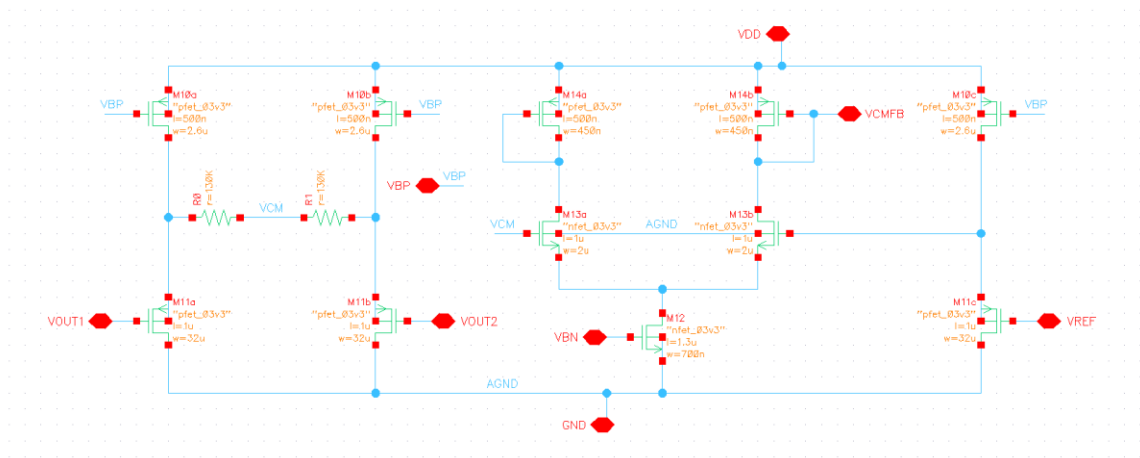 VDD
VBP
M10a
"pfet_03v3"
l=500n
w=2.6u
M10b
"pfet_03v3"
l=500n
w=2.6u
VBP
M14a
"pfet_03v3"
l=500n
w=450n
M14b
"pfet_03v3"
l=500n
w=450n
VCMFB
M10c
"pfet_03v3"
l=500n
w=2.6u
VBP
R0
r=130K
VCM
R1
r=130K
VBP
VBP
VCM
M13a
"nfet_03v3"
l=1u
w=2u
AGND
M13b
"nfet_03v3"
l=1u
w=2u
VOUT1
M11a
"pfet_03v3"
l=1u
w=32u
M11b
"pfet_03v3"
l=1u
w=32u
VOUT2
VBN
M12
"nfet_03v3"
l=1.3u
w=700n
M11c
"pfet_03v3"
l=1u
w=32u
VREF
AGND
GND